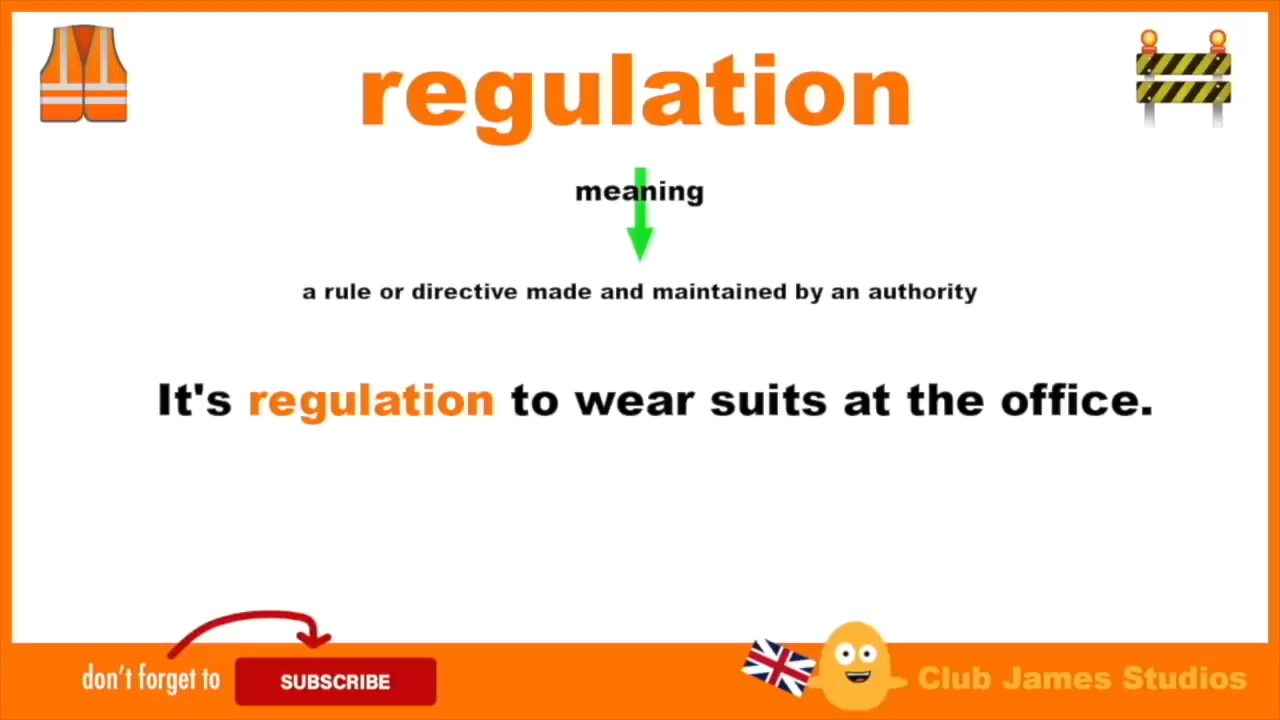 regulation
meaning
a rule or directive made and maintained by an authority
It's regulation to wear suits at the office.
don't forget to SUBSCRIBE
Club James Studios